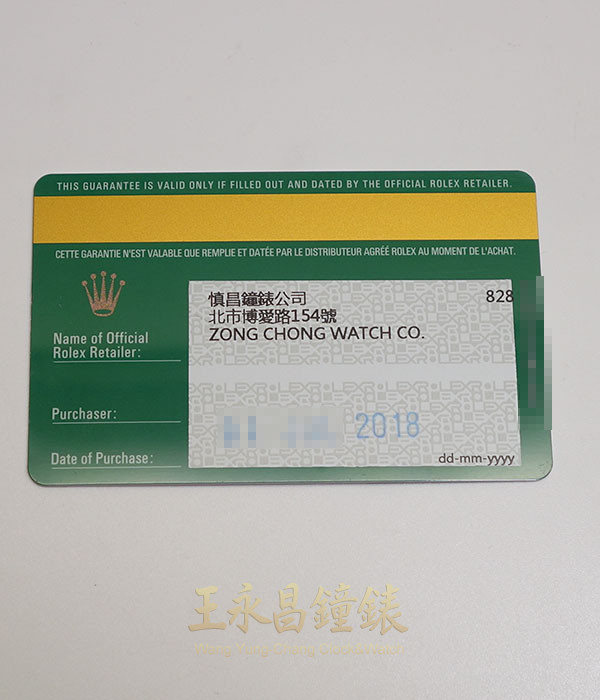 THIS GUARANTEE IS VALID ONLY IF FILLED OUT AND DATED BY THE OFFICIAL ROLEX RETAILER.
CETTE GARANTIE N'EST VALABLE QUE REMPLIE ET DATÉE PAR LE DISTRIBUTEUR AGRÉÉ ROLEX AU MOMENT DE L'ACHAT.
慎昌鐘錶公司 828
北市博愛路154號
ZONG CHONG WATCH CO.
Name of Official
Rolex Retailer:
Purchaser:
2018
Date of Purchase:
dd-mm-yyyy
王永昌鐘錶